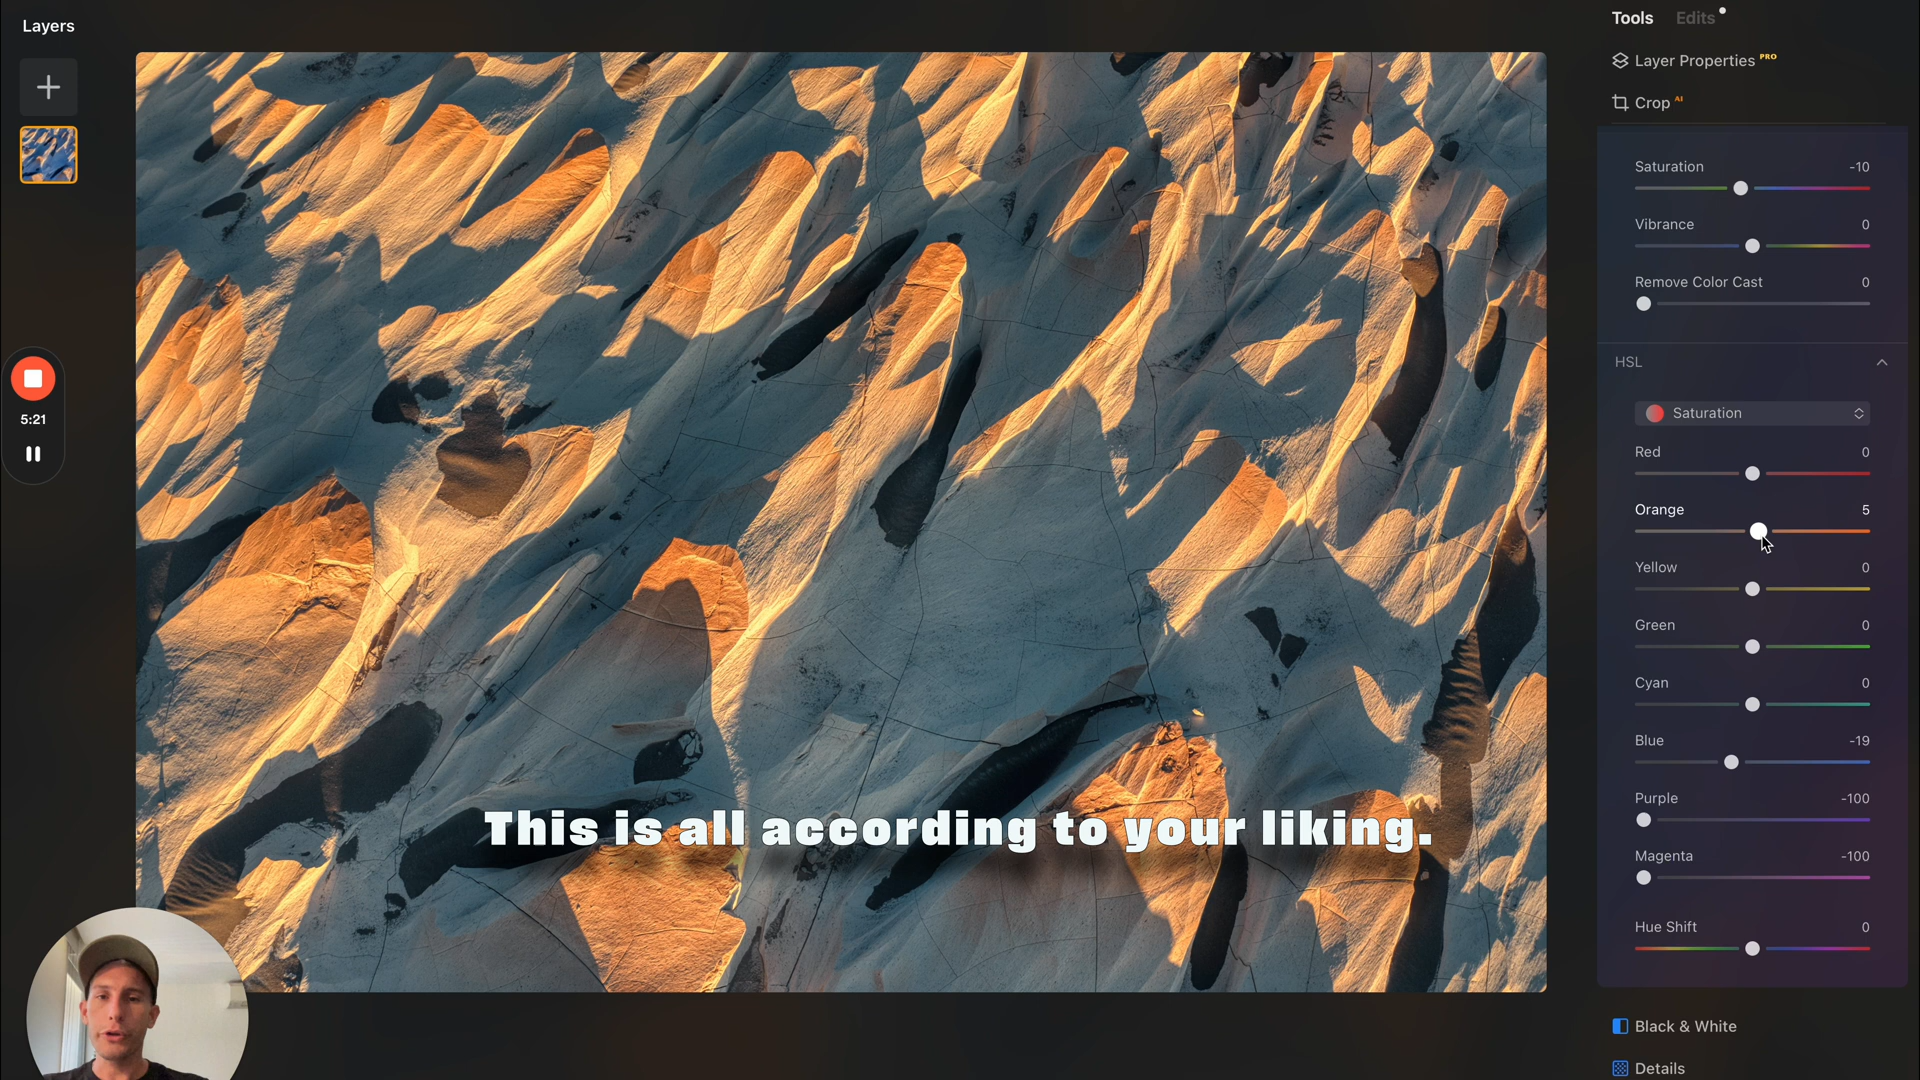 Layers
Tools Edits
Layer Properties PRO
Crop AI
Saturation -10
Vibrance 0
Remove Color Cast 0
HSL
Saturation
Red 0
Orange 5
Yellow 0
Green 0
Cyan 0
Blue -19
Purple -100
Magenta -100
Hue Shift 0
Black & White
Details
5:21
This is all according to your liking.